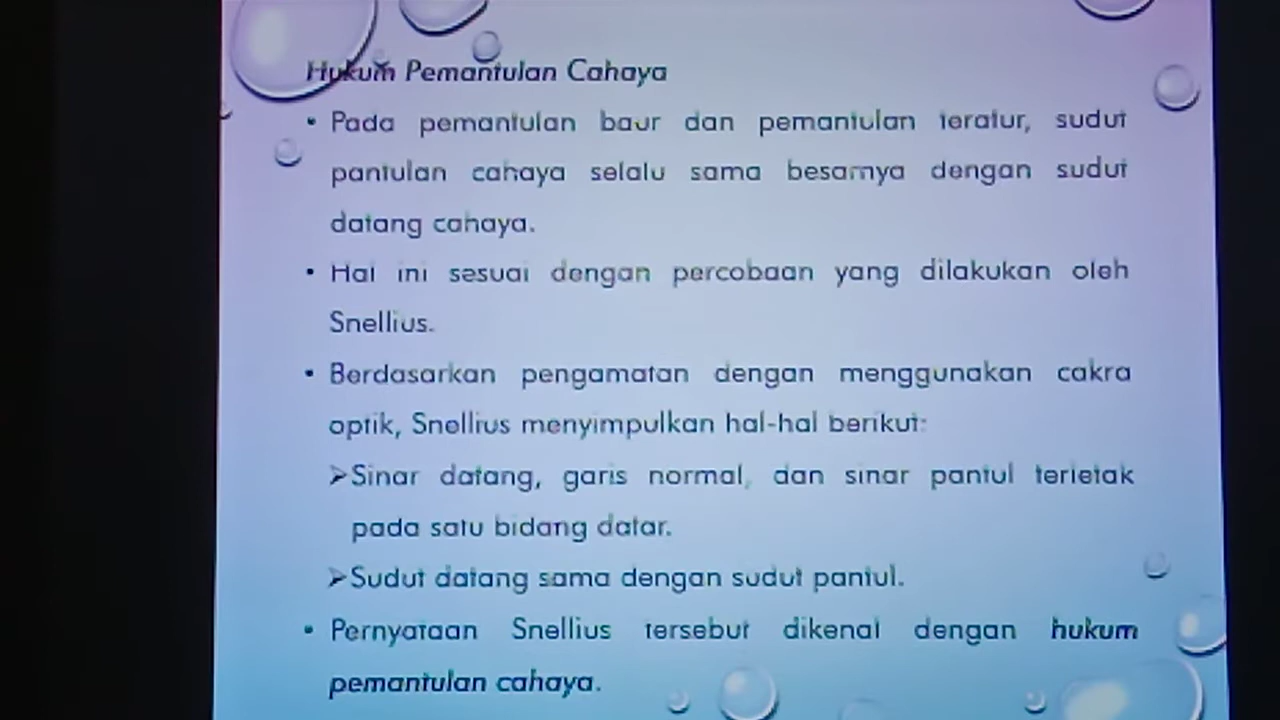 Hukum Pemantulan Cahaya
• Pada pemantulan baur dan pemantulan teratur, sudut
pantulan cahaya selalu sama besarnya dengan sudut
datang cahaya.
• Hal ini sesuai dengan percobaan yang dilakukan oleh
Snellius.
• Berdasarkan pengamatan dengan menggunakan cakra
optik, Snellius menyimpulkan hal-hal berikut:
➢Sinar datang, garis normal, dan sinar pantul terletak
pada satu bidang datar.
➢Sudut datang sama dengan sudut pantul.
• Pernyataan Snellius tersebut dikenal dengan hukum
pemantulan cahaya.